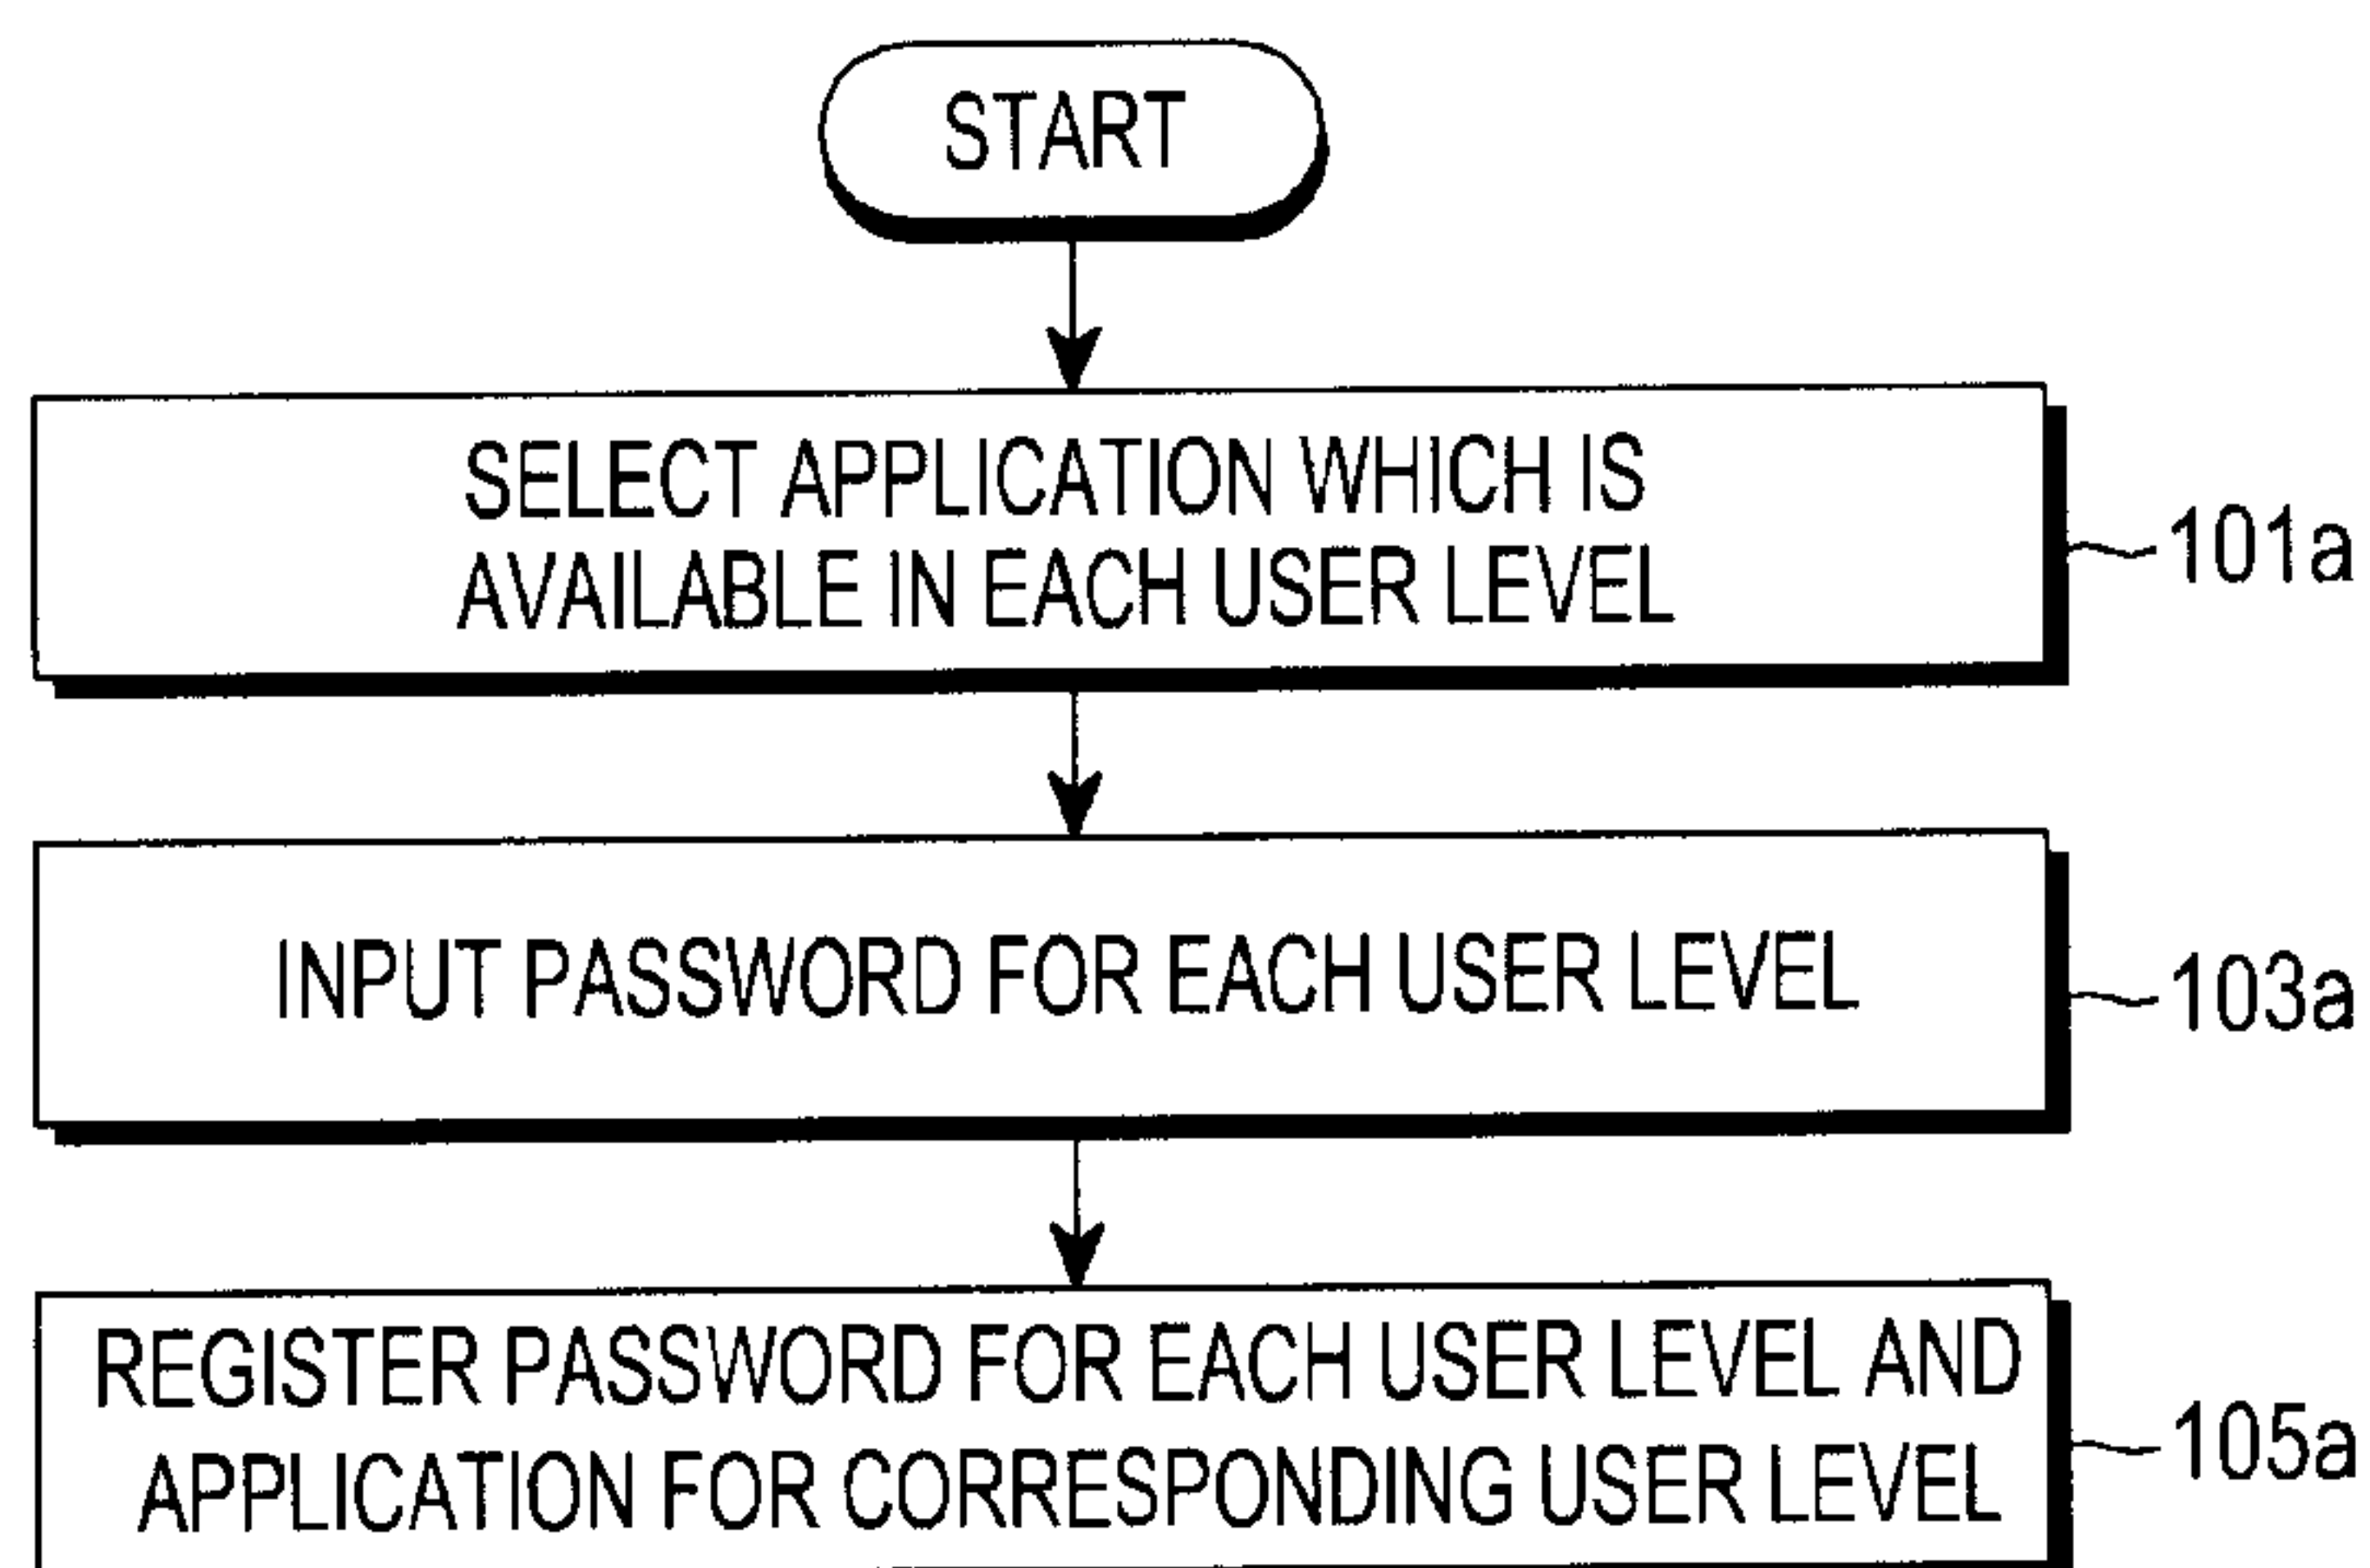 START
SELECT APPLICATION WHICH IS
AVAILABLE IN EACH USER LEVEL
101a
INPUT PASSWORD FOR EACH USER LEVEL
103a
REGISTER PASSWORD FOR EACH USER LEVEL AND
APPLICATION FOR CORRESPONDING USER LEVEL
105a